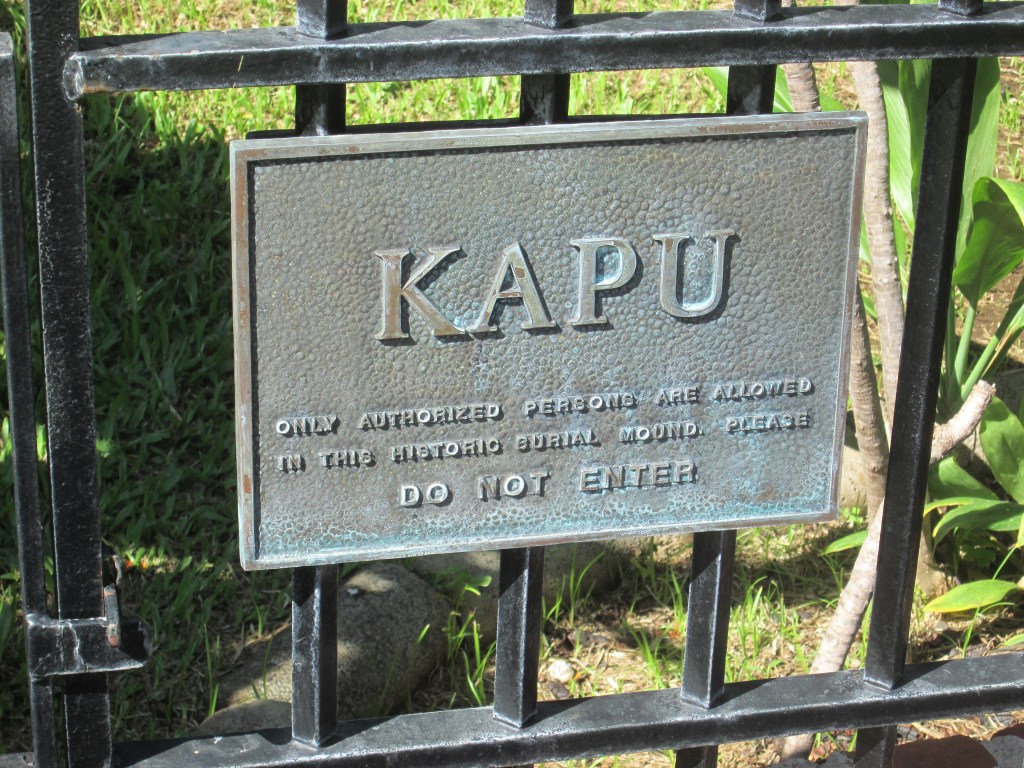 KAPU
ONLY AUTHORIZED PERSONS ARE ALLOWED
IN THIS HISTORIC BURIAL MOUND. PLEASE
DO NOT ENTER